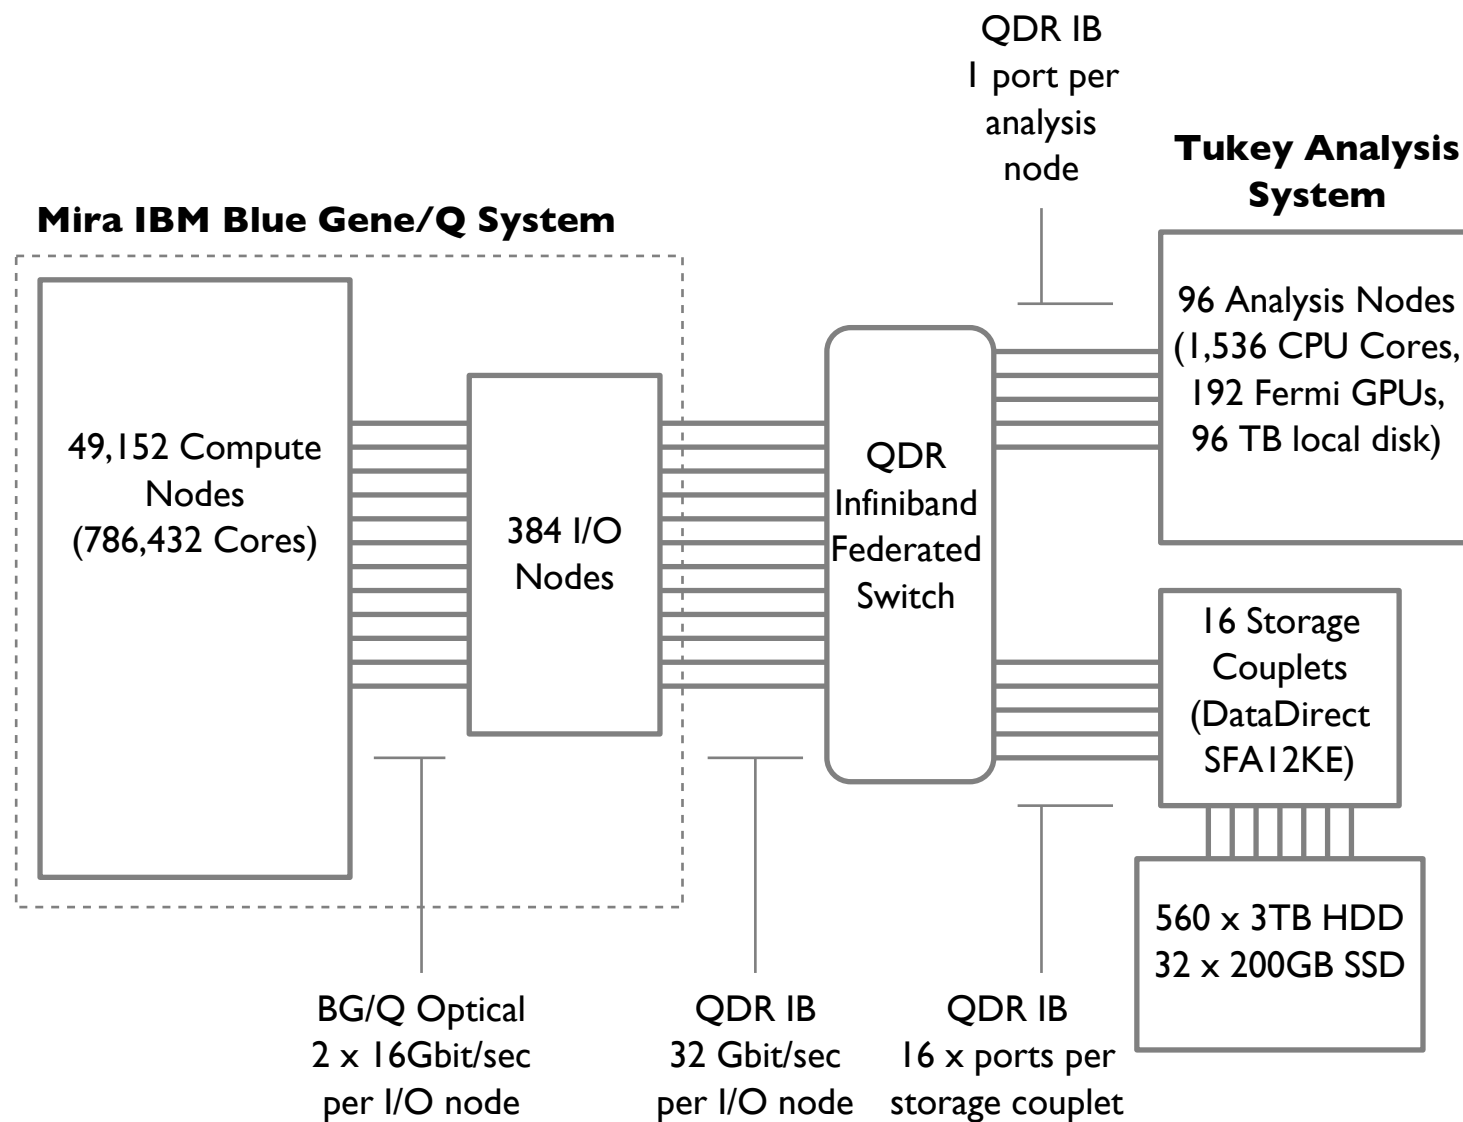 QDR IB
1 port per
analysis
node
Tukey Analysis
System
Mira IBM Blue Gene/Q System
96 Analysis Nodes
(1,536 CPU Cores,
192 Fermi GPUs,
96 TB local disk)
49,152 Compute
Nodes
(786,432 Cores)
384 I/O
Nodes
QDR
Infiniband
Federated
Switch
16 Storage
Couplets
(DataDirect
SFA12KE)
560 x 3TB HDD
32 x 200GB SSD
BG/Q Optical
2 x 16Gbit/sec
per I/O node
QDR IB
32 Gbit/sec
per I/O node
QDR IB
16 x ports per
storage couplet